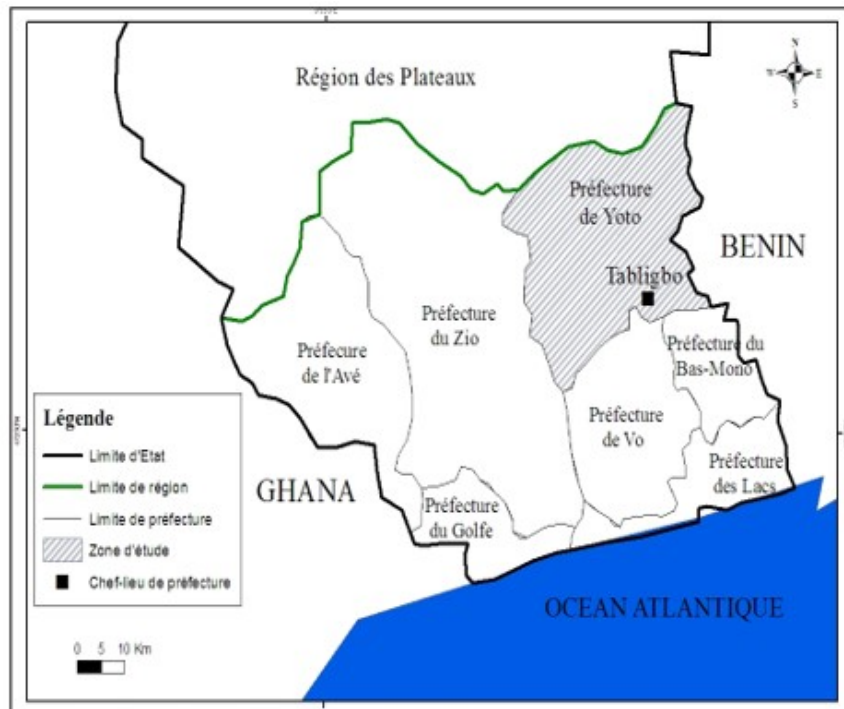 N
W E
S
Région des Plateaux
Préfecture
de Yoto
BENIN
Tabligbo
Préfecture
du Zio
Préfecure
de l'Avé
Préfecture du
Bas-Mono
Préfecture
de Vo
Préfecture
des Lacs
GHANA
Préfecture
du Golfe
OCEAN ATLANTIQUE
Légende
Limite d'Etat
Limite de région
Limite de préfecture
Zone d'étude
Chef-lieu de préfecture
0 5 10 Km